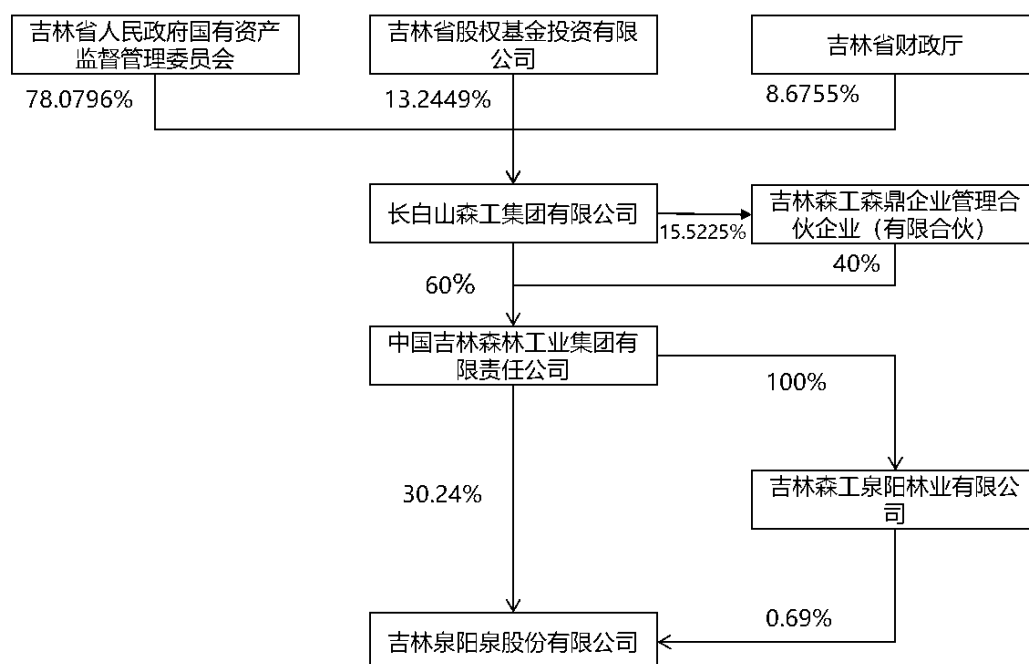 吉林省人民政府国有资产
监督管理委员会
吉林省股权基金投资有限
公司
吉林省财政厅
78.0796%
13.2449%
8.6755%
长白山森工集团有限公司
15.5225%
吉林森工森鼎企业管理合
伙企业（有限合伙）
60%
40%
中国吉林森林工业集团有
限责任公司
100%
30.24%
吉林森工泉阳林业有限公
司
0.69%
吉林泉阳泉股份有限公司